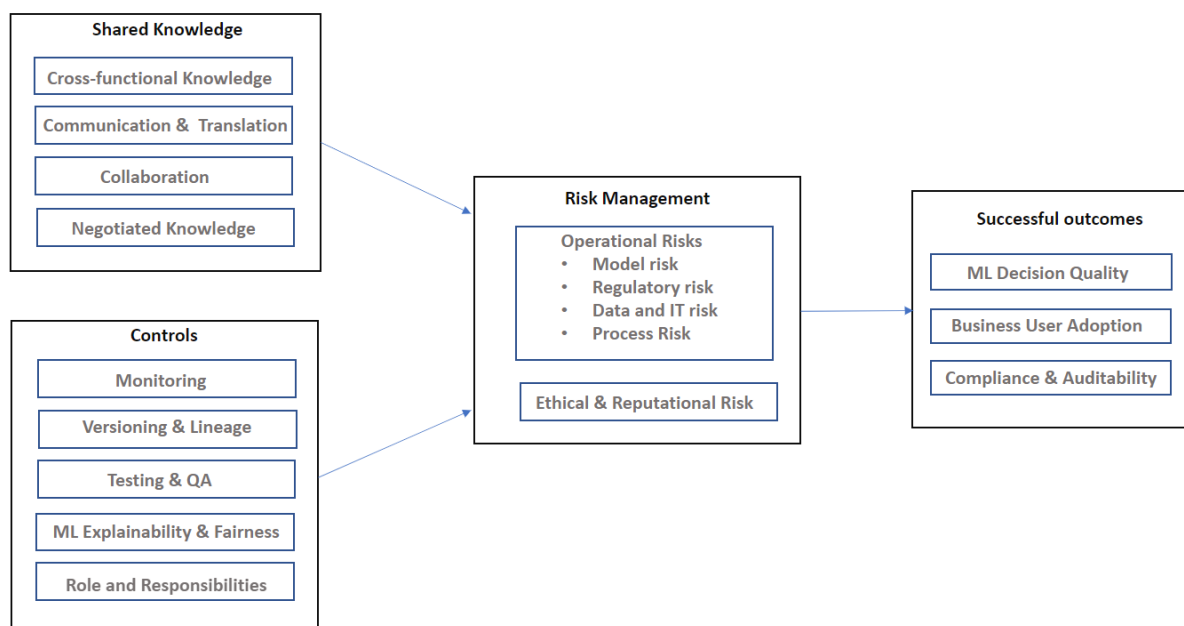 Shared Knowledge
Cross-functional Knowledge
Communication & Translation
Collaboration
Negotiated Knowledge
Controls
Monitoring
Versioning & Lineage
Testing & QA
ML Explainability & Fairness
Role and Responsibilities
Risk Management
Operational Risks
• Model risk
• Regulatory risk
• Data and IT risk
• Process Risk
Ethical & Reputational Risk
Successful outcomes
ML Decision Quality
Business User Adoption
Compliance & Auditability